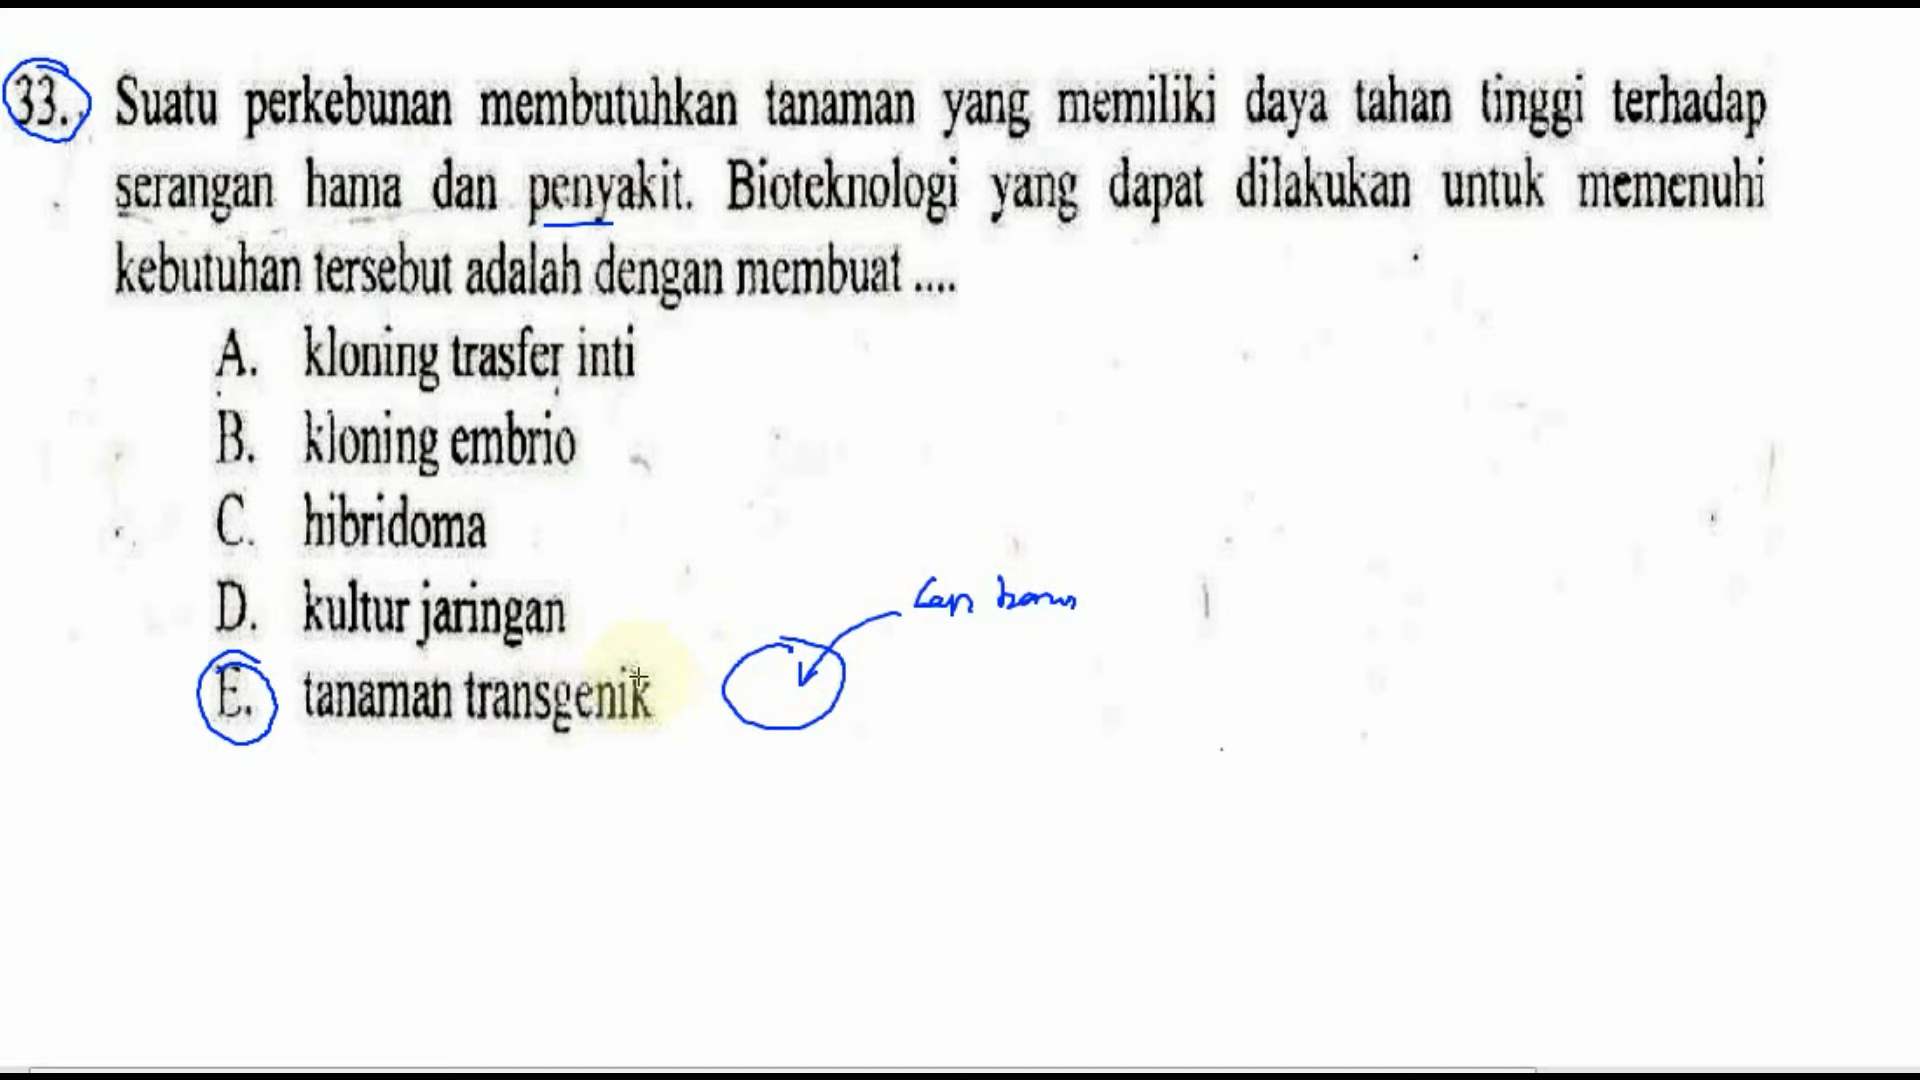 33. Suatu perkebunan membutuhkan tanaman yang memiliki daya tahan tinggi terhadap
serangan hama dan penyakit. Bioteknologi yang dapat dilakukan untuk memenuhi
kebutuhan tersebut adalah dengan membuat ....
A. kloning trasfer inti
B. kloning embrio
C. hibridoma
D. kultur jaringan
E. tanaman transgenik